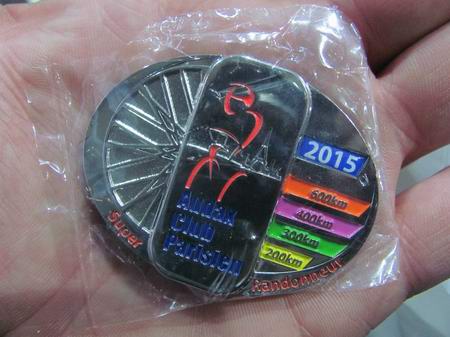 2015
600km
400km
300km
200km
Audax
Club
Parisien
Super
Randonneur